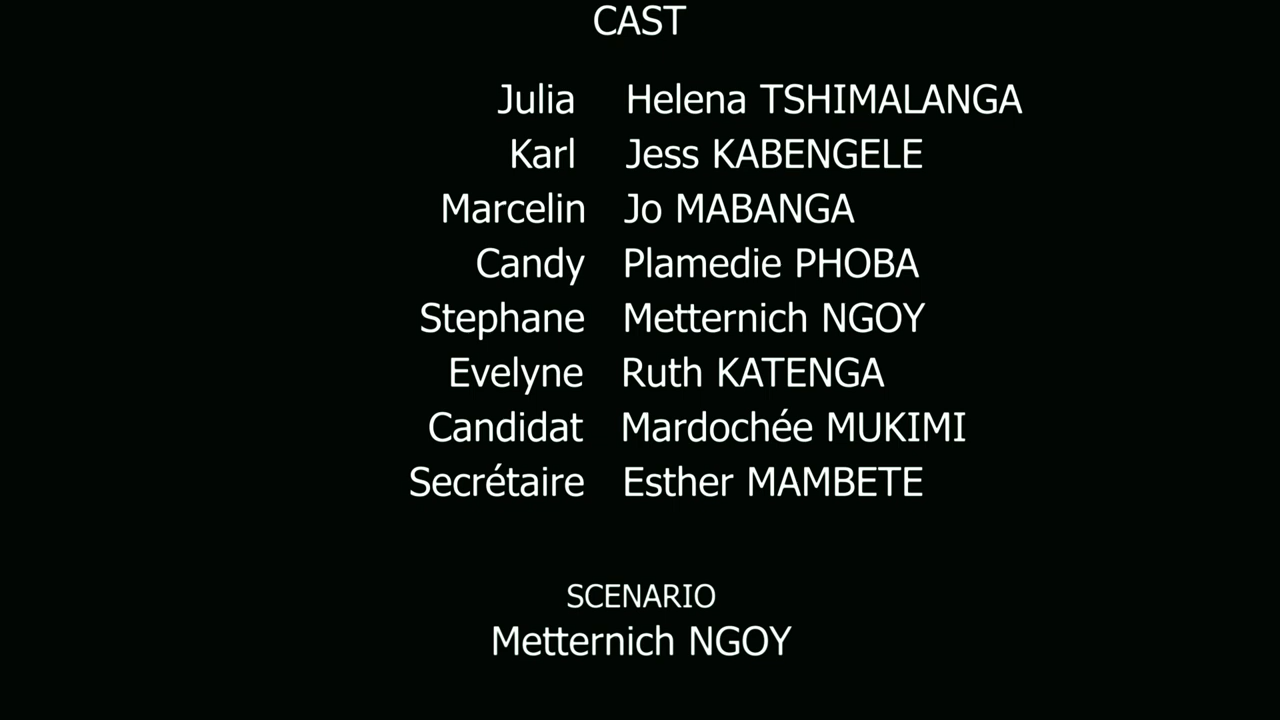 CAST
Julia Helena TSHIMALANGA
Karl Jess KABENGELE
Marcelin Jo MABANGA
Candy Plamedie PHOBA
Stephane Metternich NGOY
Evelyne Ruth KATENGA
Candidat Mardochée MUKIMI
Secrétaire Esther MAMBETE
SCENARIO
Metternich NGOY